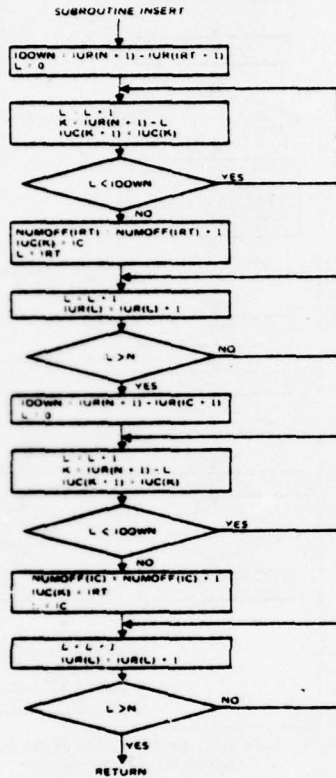 SUBROUTINE INSERT
IDOWN = IUR(N + 1) - IUR(IRT + 1)
L = 0
L = L + 1
K = IUR(N + 1) - L
IUC(K + 1) = IUC(K)
L < IDOWN
YES
NO
NUMOFF(IRT) = NUMOFF(IRT) + 1
IUC(K) = IC
L = IRT
L = L + 1
IUR(L) = IUR(L) + 1
L > N
NO
YES
IDOWN = IUR(N + 1) - IUR(IC + 1)
L = 0
L = L + 1
K = IUR(N + 1) - L
IUC(K + 1) = IUC(K)
L < IDOWN
YES
NO
NUMOFF(IC) = NUMOFF(IC) + 1
IUC(K) = IRT
L = IC
L = L + 1
IUR(L) = IUR(L) + 1
L > N
NO
YES
RETURN